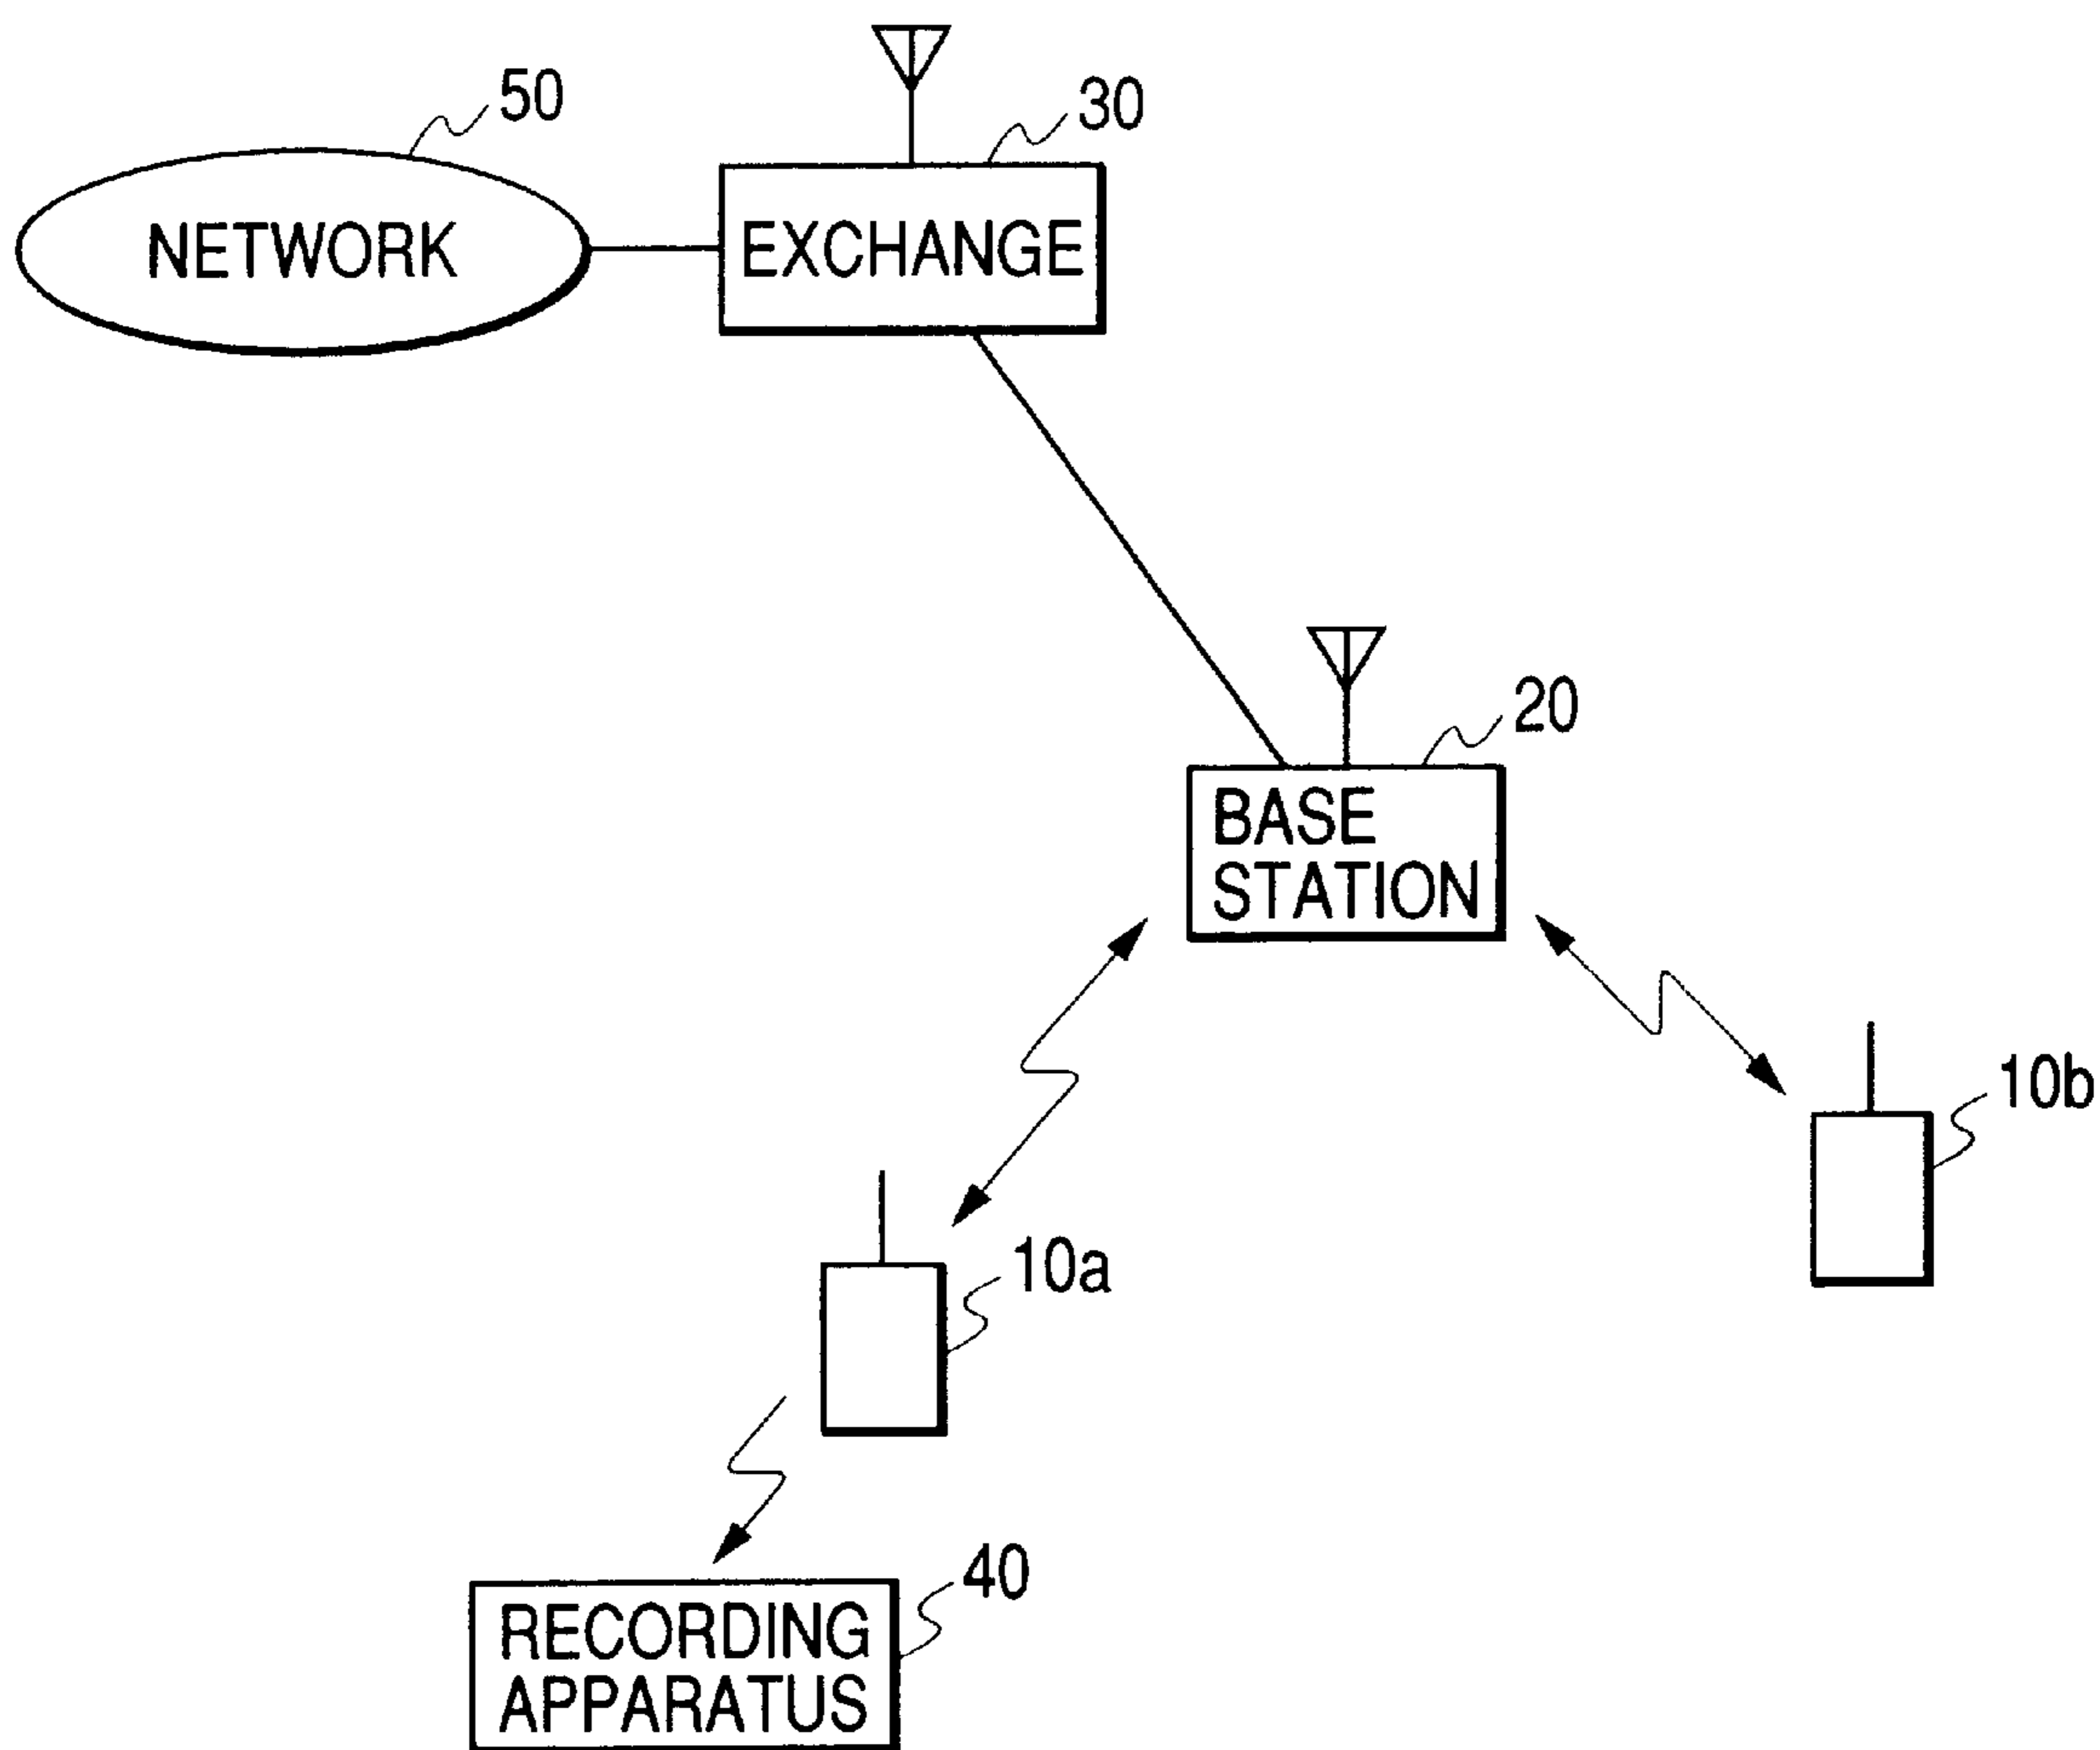 50
30
NETWORK
EXCHANGE
20
BASE
STATION
10b
10a
40
RECORDING
APPARATUS